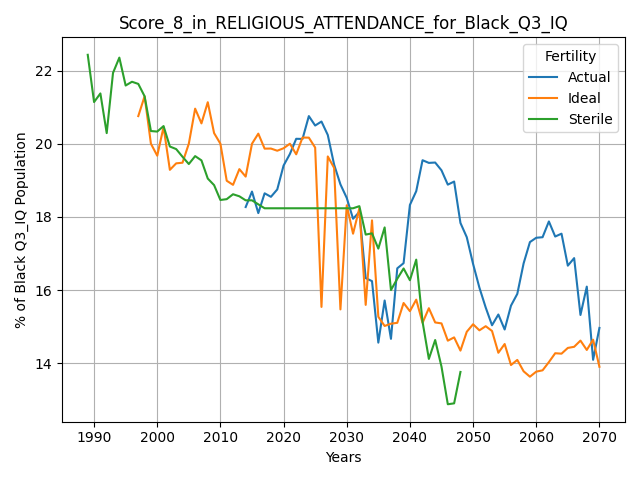 Score_8_in_RELIGIOUS_ATTENDANCE_for_Black_Q3_IQ
Fertility
Actual
Ideal
Sterile
% of Black Q3_IQ Population
22
20
18
16
14
1990
2000
2010
2020
2030
2040
2050
2060
2070
Years